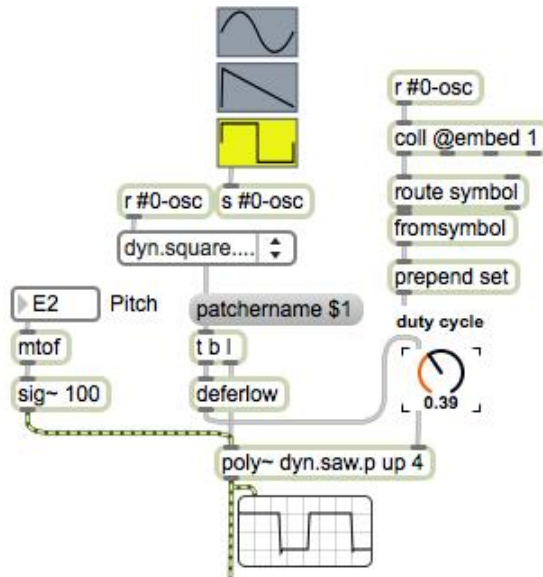 r #0-osc
coll @embed 1
route symbol
r #0-osc
s #0-osc
fromsymbol
dyn.square....
prepend set
E2
Pitch
patchername $1
duty cycle
mtof
t b l
sig~ 100
deferlow
0.39
poly~ dyn.saw.p up 4